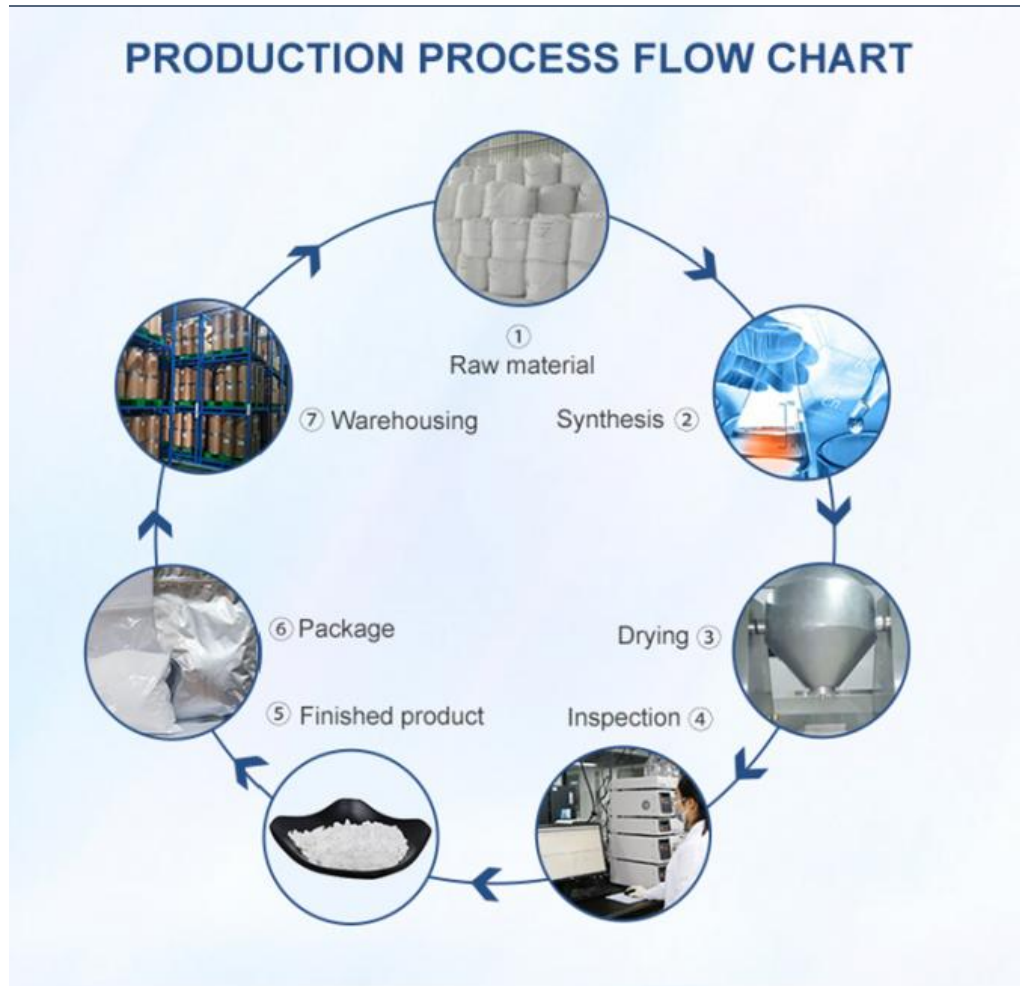 PRODUCTION PROCESS FLOW CHART
①
Raw material
Synthesis ②
Drying ③
Inspection ④
⑤ Finished product
⑥ Package
⑦ Warehousing